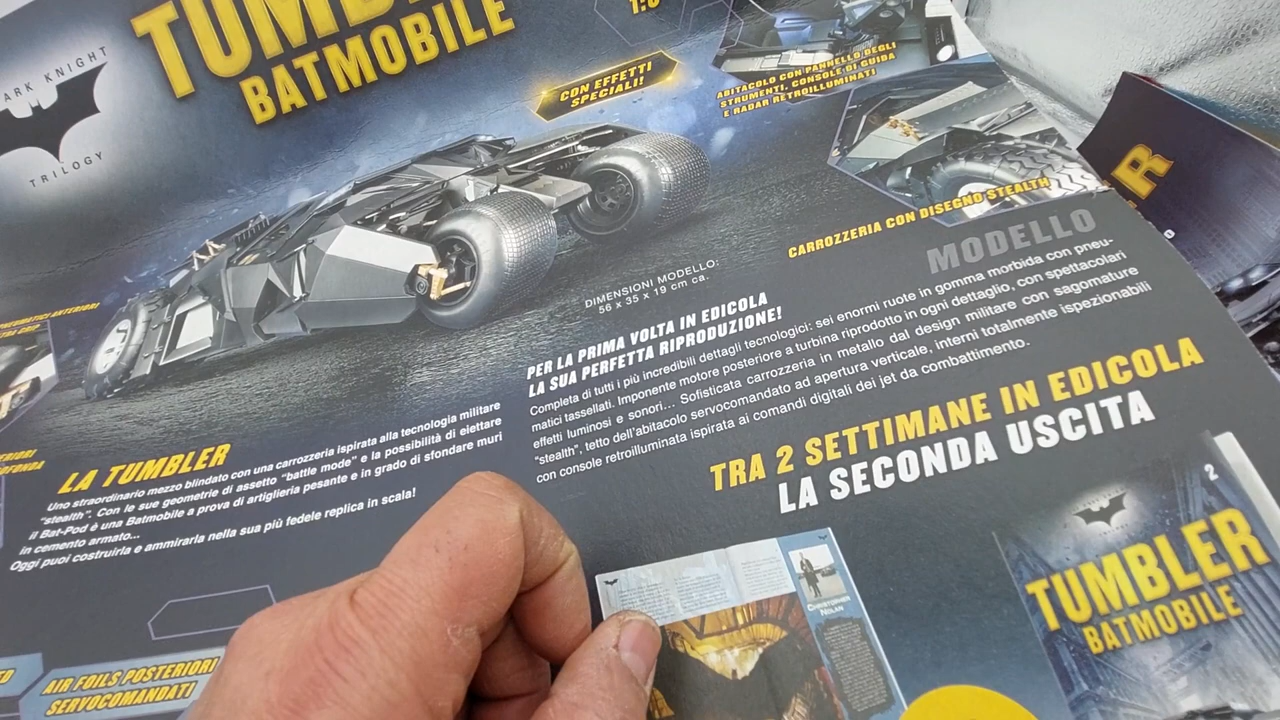 TUMB
BATMOBILE
ARK KNIGHT
TRILOGY
CON EFFETTI
SPECIALI!
ABITACOLO CON PANNELLO DEGLI
STRUMENTI, CONSOLE DI GUIDA
E RADAR RETROILLUMINATI
CARROZZERIA CON DISEGNO STEALTH
R
MODELLO
DIMENSIONI MODELLO:
56 x 35 x 19 cm ca.
PNEUMATICI ANTERIORI
PER LA PRIMA VOLTA IN EDICOLA
LA SUA PERFETTA RIPRODUZIONE!
Completa di tutti i più incredibili dettagli tecnologici: sei enormi ruote in gomma morbida con pneu-
matici tassellati. Imponente motore posteriore a turbina riprodotto in ogni dettaglio, con spettacolari
effetti luminosi e sonori... Sofisticata carrozzeria in metallo dal design militare con sagomature
"stealth", tetto dell'abitacolo servocomandato ad apertura verticale, interni totalmente ispezionabili
con console retroilluminata ispirata ai comandi digitali dei jet da combattimento.
LA TUMBLER
Uno straordinario mezzo blindato con una carrozzeria ispirata alla tecnologia militare
"stealth". Con le sue geometrie di assetto "battle mode" e la possibilità di eiettare
il Bat-Pod è una Batmobile a prova di artiglieria pesante e in grado di sfondare muri
in cemento armato...
Oggi puoi costruirla e ammirarla nella sua più fedele replica in scala!
TRA 2 SETTIMANE IN EDICOLA
LA SECONDA USCITA
2
TUMBLER
BATMOBILE
CHRISTOPHER
NOLAN
AIR FOILS POSTERIORI
SERVOCOMANDATI